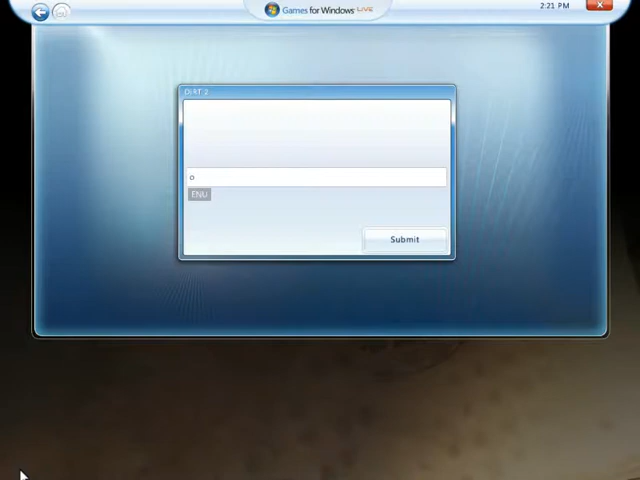 Games for Windows LIVE
2:21 PM
DiRT 2
o
ENU
Submit